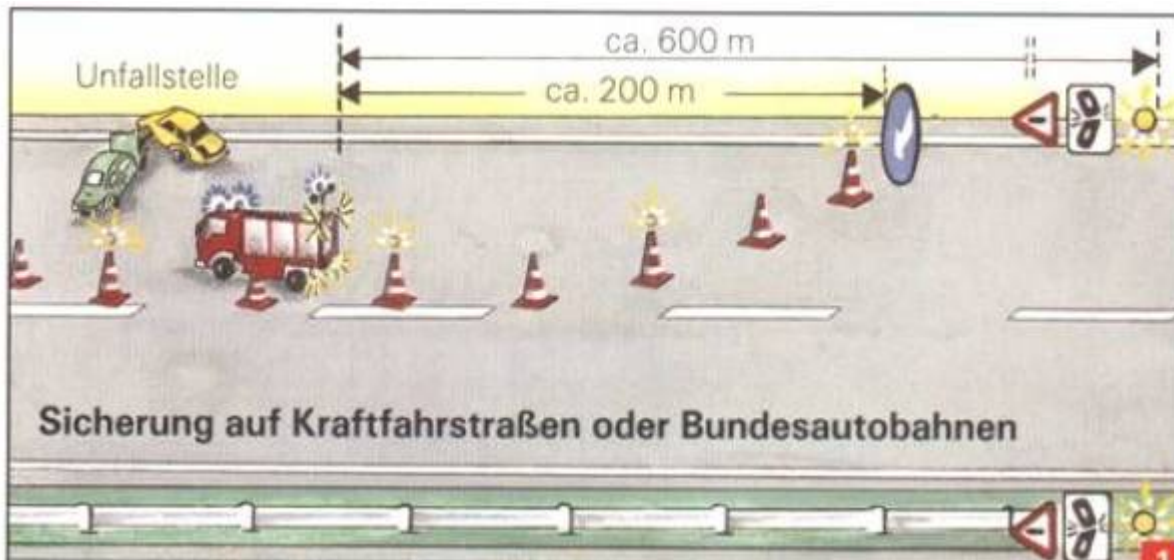 ca. 600 m
Unfallstelle
ca. 200 m
Sicherung auf Kraftfahrstraßen oder Bundesautobahnen